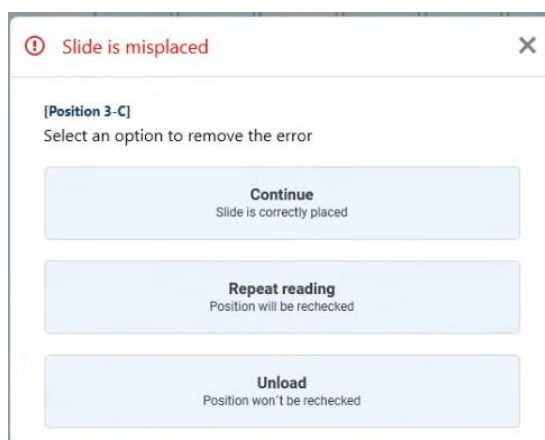 Slide is misplaced
[Position 3-C]
Select an option to remove the error
Continue
Slide is correctly placed
Repeat reading
Position will be rechecked
Unload
Position won´t be rechecked